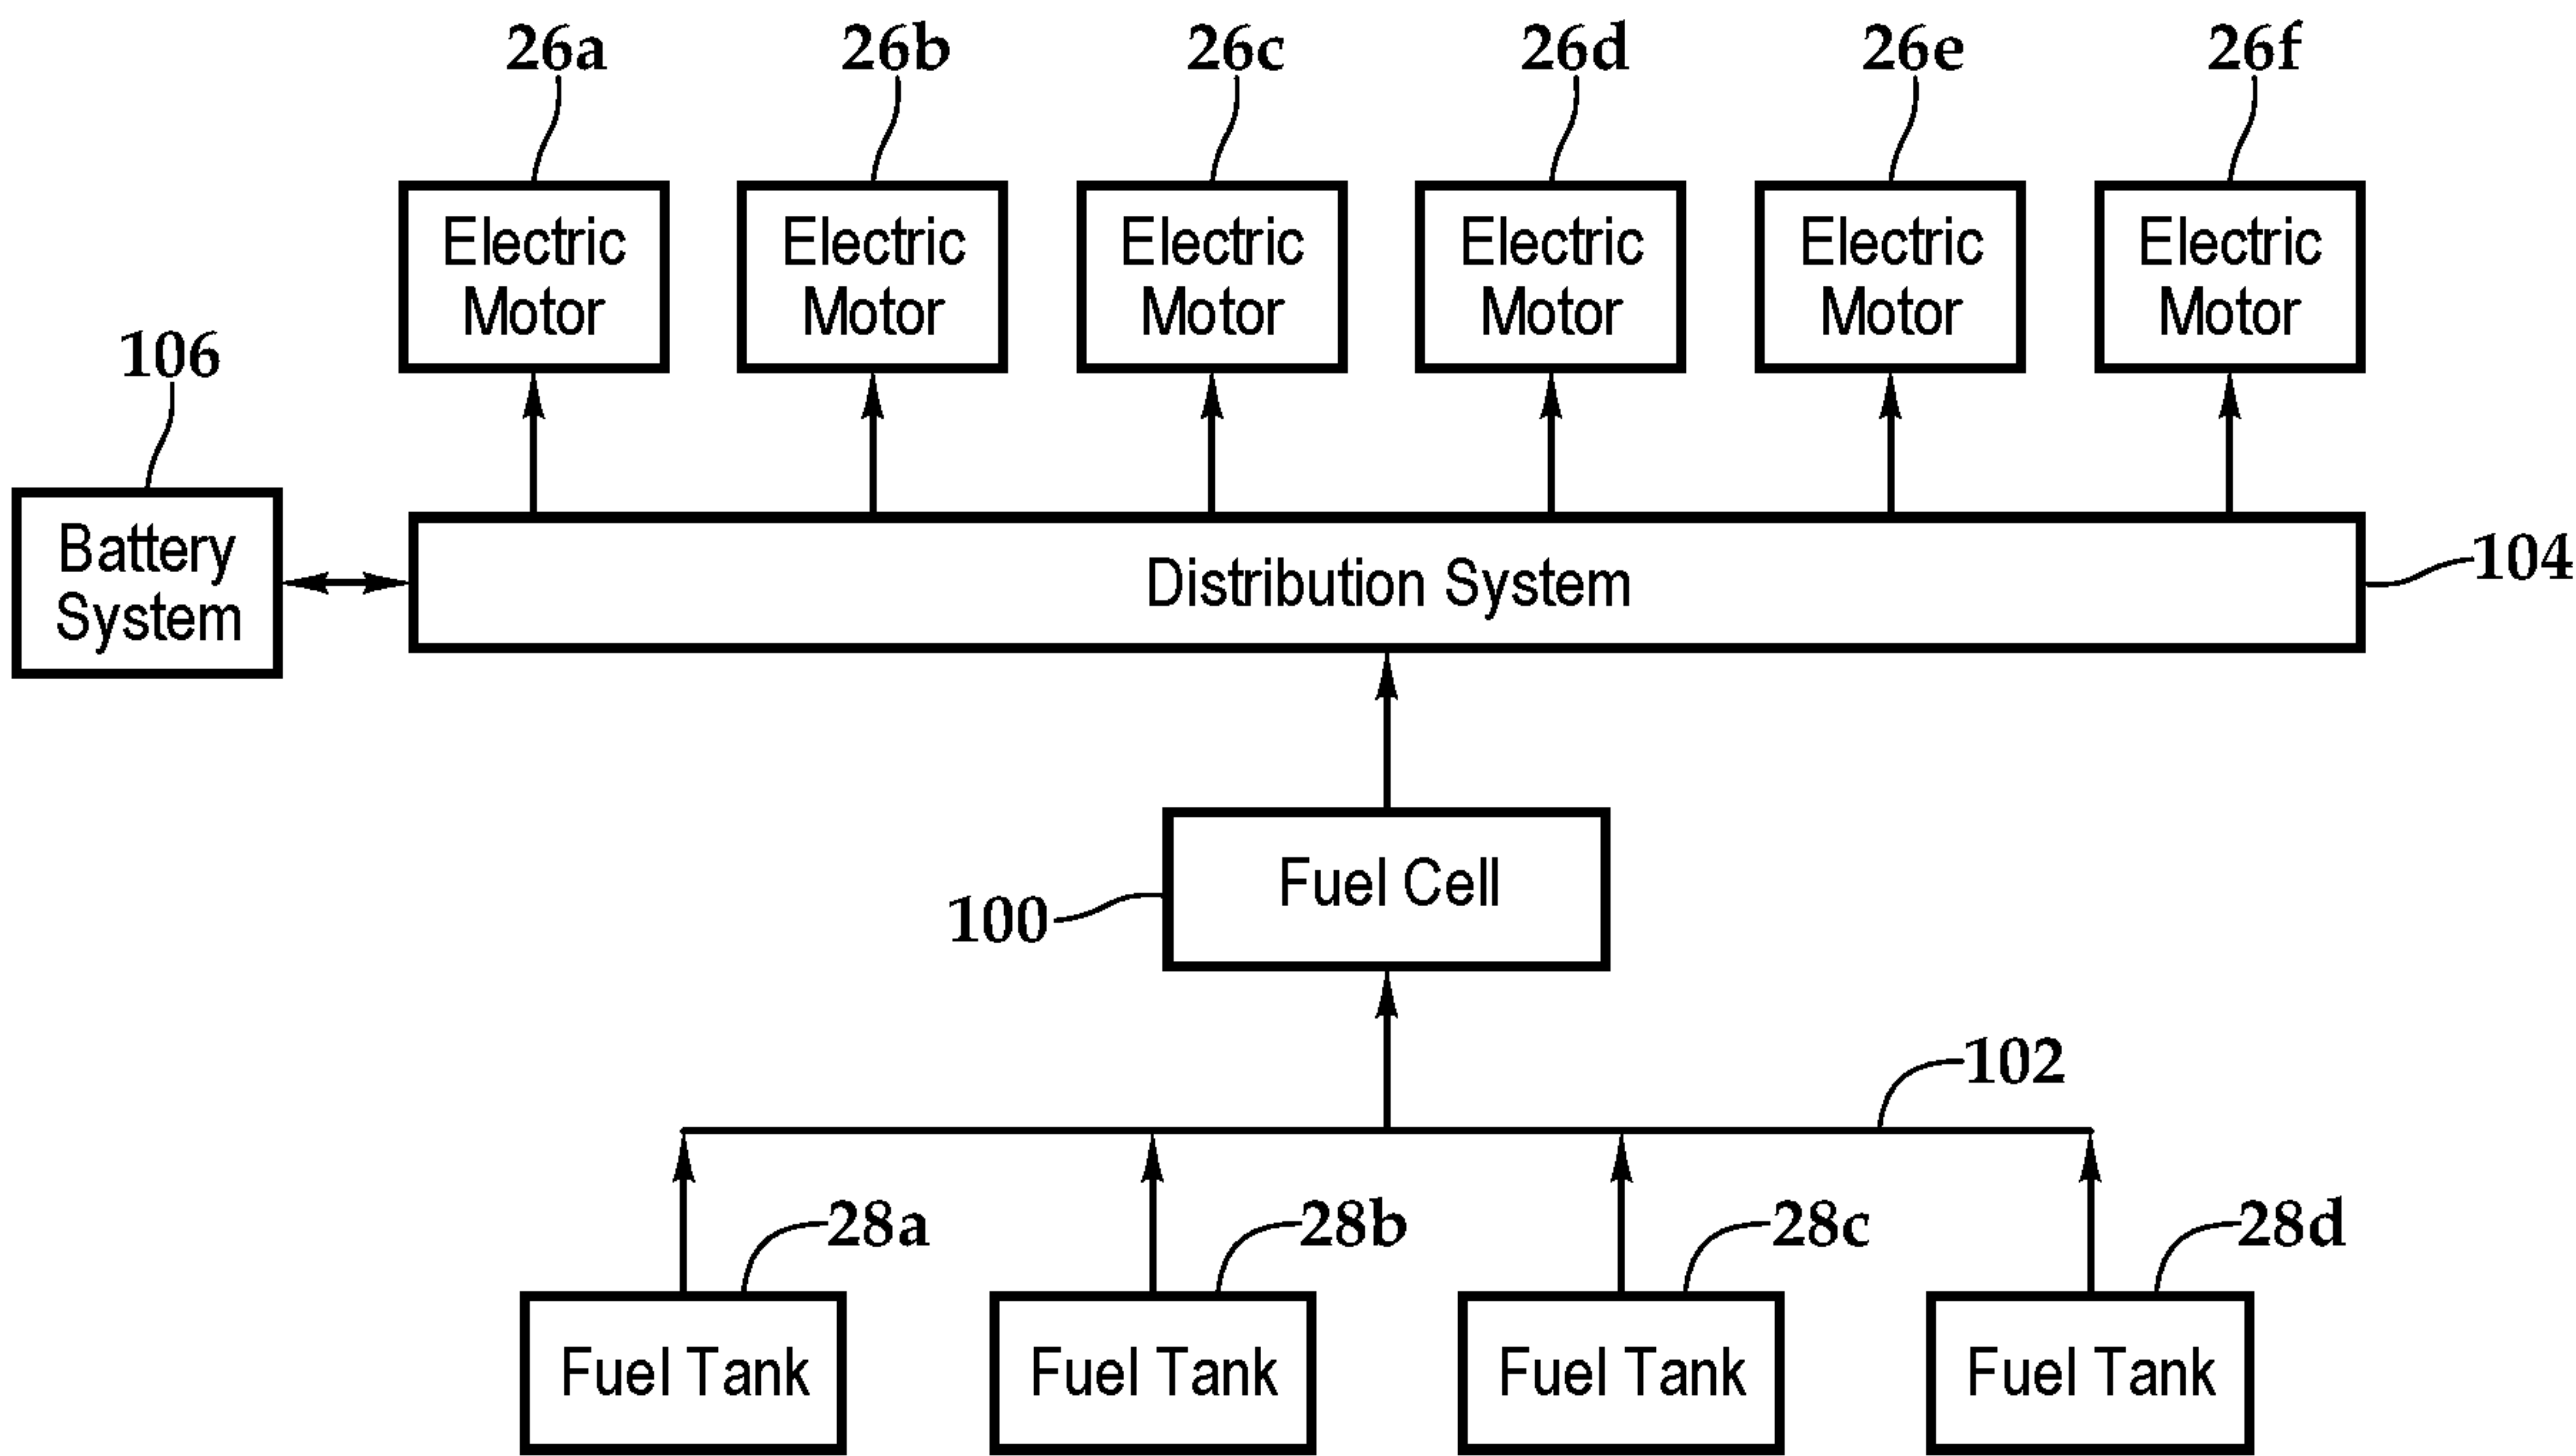 26a 26b 26c 26d 26e 26f
Electric Electric Electric Electric Electric Electric
Motor Motor Motor Motor Motor Motor
106
Battery
System
Distribution System
104
Fuel Cell
100
102
28a 28b 28c 28d
Fuel Tank Fuel Tank Fuel Tank Fuel Tank